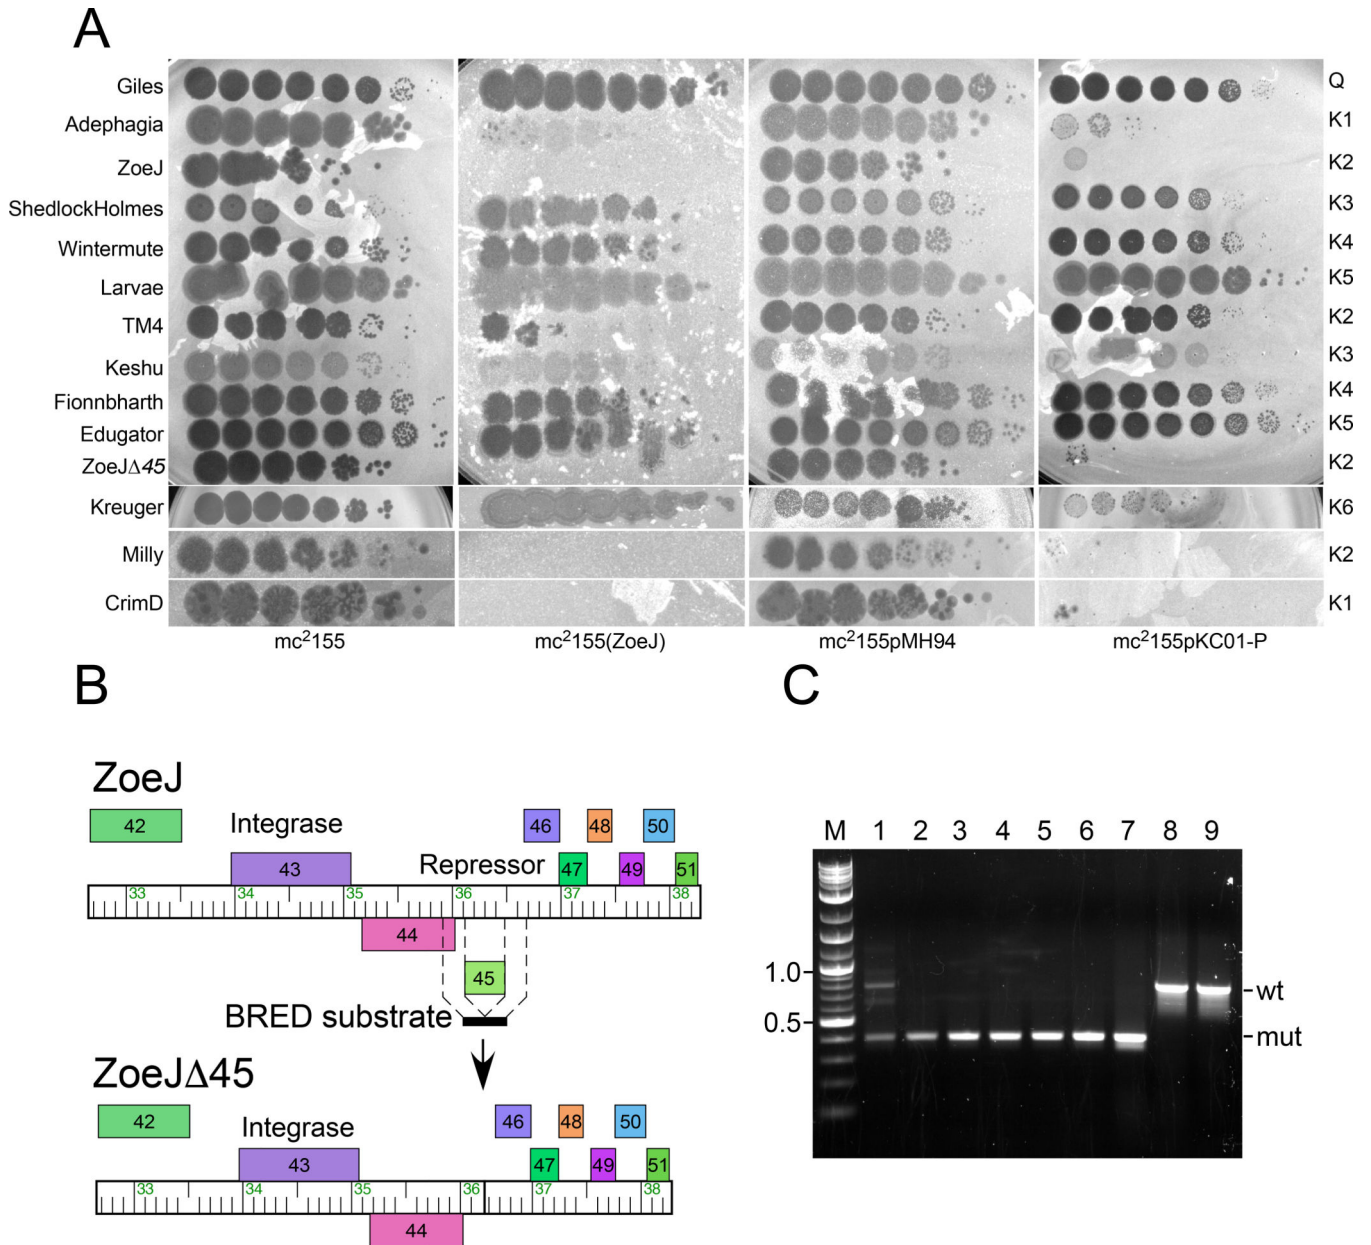 A
Giles
Adephagia
ZoeJ
ShedlockHolmes
Wintermute
Larvae
TM4
Keshu
Fionnbharth
Edugator
ZoeJΔ45
Kreuger
Milly
CrimD
Q
K1
K2
K3
K4
K5
K2
K3
K4
K5
K2
K6
K2
K1
mc²155
mc²155(ZoeJ)
mc²155pMH94
mc²155pKC01-P
B
ZoeJ
42
Integrase
46
48
50
43
Repressor
47
49
51
33
34
35
36
37
38
44
45
BRED substrate
ZoeJΔ45
42
Integrase
46
48
50
43
47
49
51
33
34
35
36
37
38
44
C
M 1 2 3 4 5 6 7 8 9
1.0
0.5
wt
mut